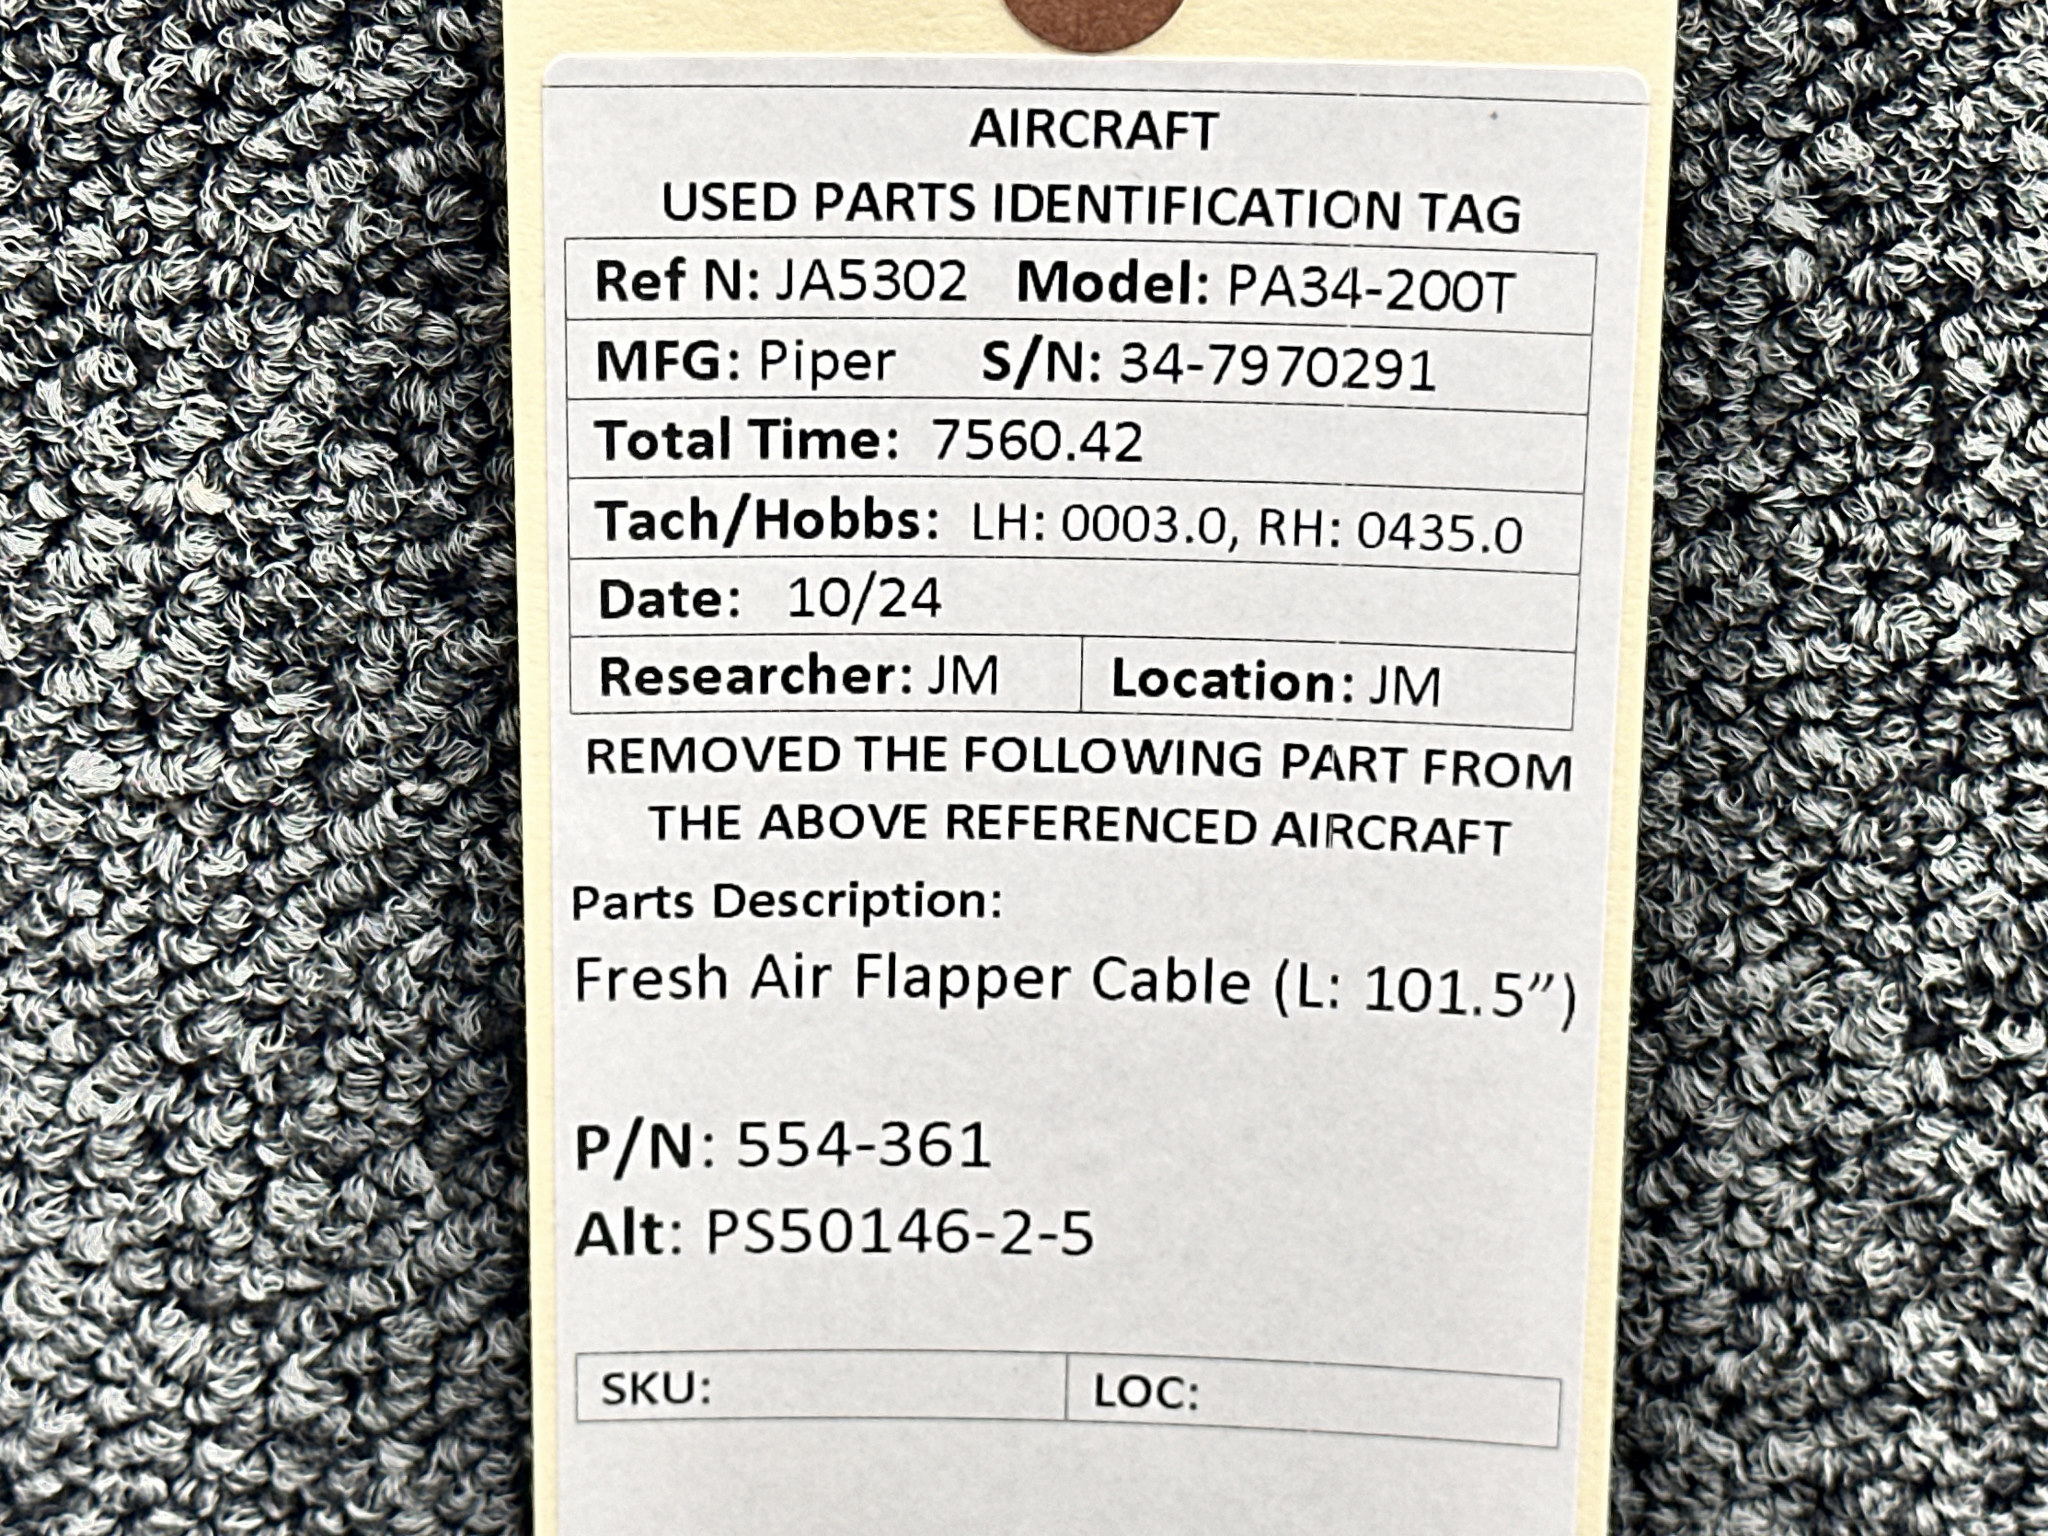 AIRCRAFT
USED PARTS IDENTIFICATION TAG
Ref N: JA5302 Model: PA34-200T
MFG: Piper S/N: 34-7970291
Total Time: 7560.42
Tach/Hobbs: LH: 0003.0, RH: 0435.0
Date: 10/24
Researcher: JM Location: JM
REMOVED THE FOLLOWING PART FROM
THE ABOVE REFERENCED AIRCRAFT
Parts Description:
Fresh Air Flapper Cable (L: 101.5")
P/N: 554-361
Alt: PS50146-2-5
SKU: LOC: